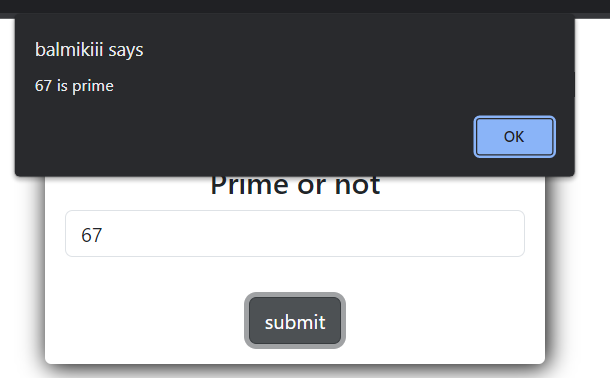 balmikiii says
67 is prime
OK
Prime or not
67
submit